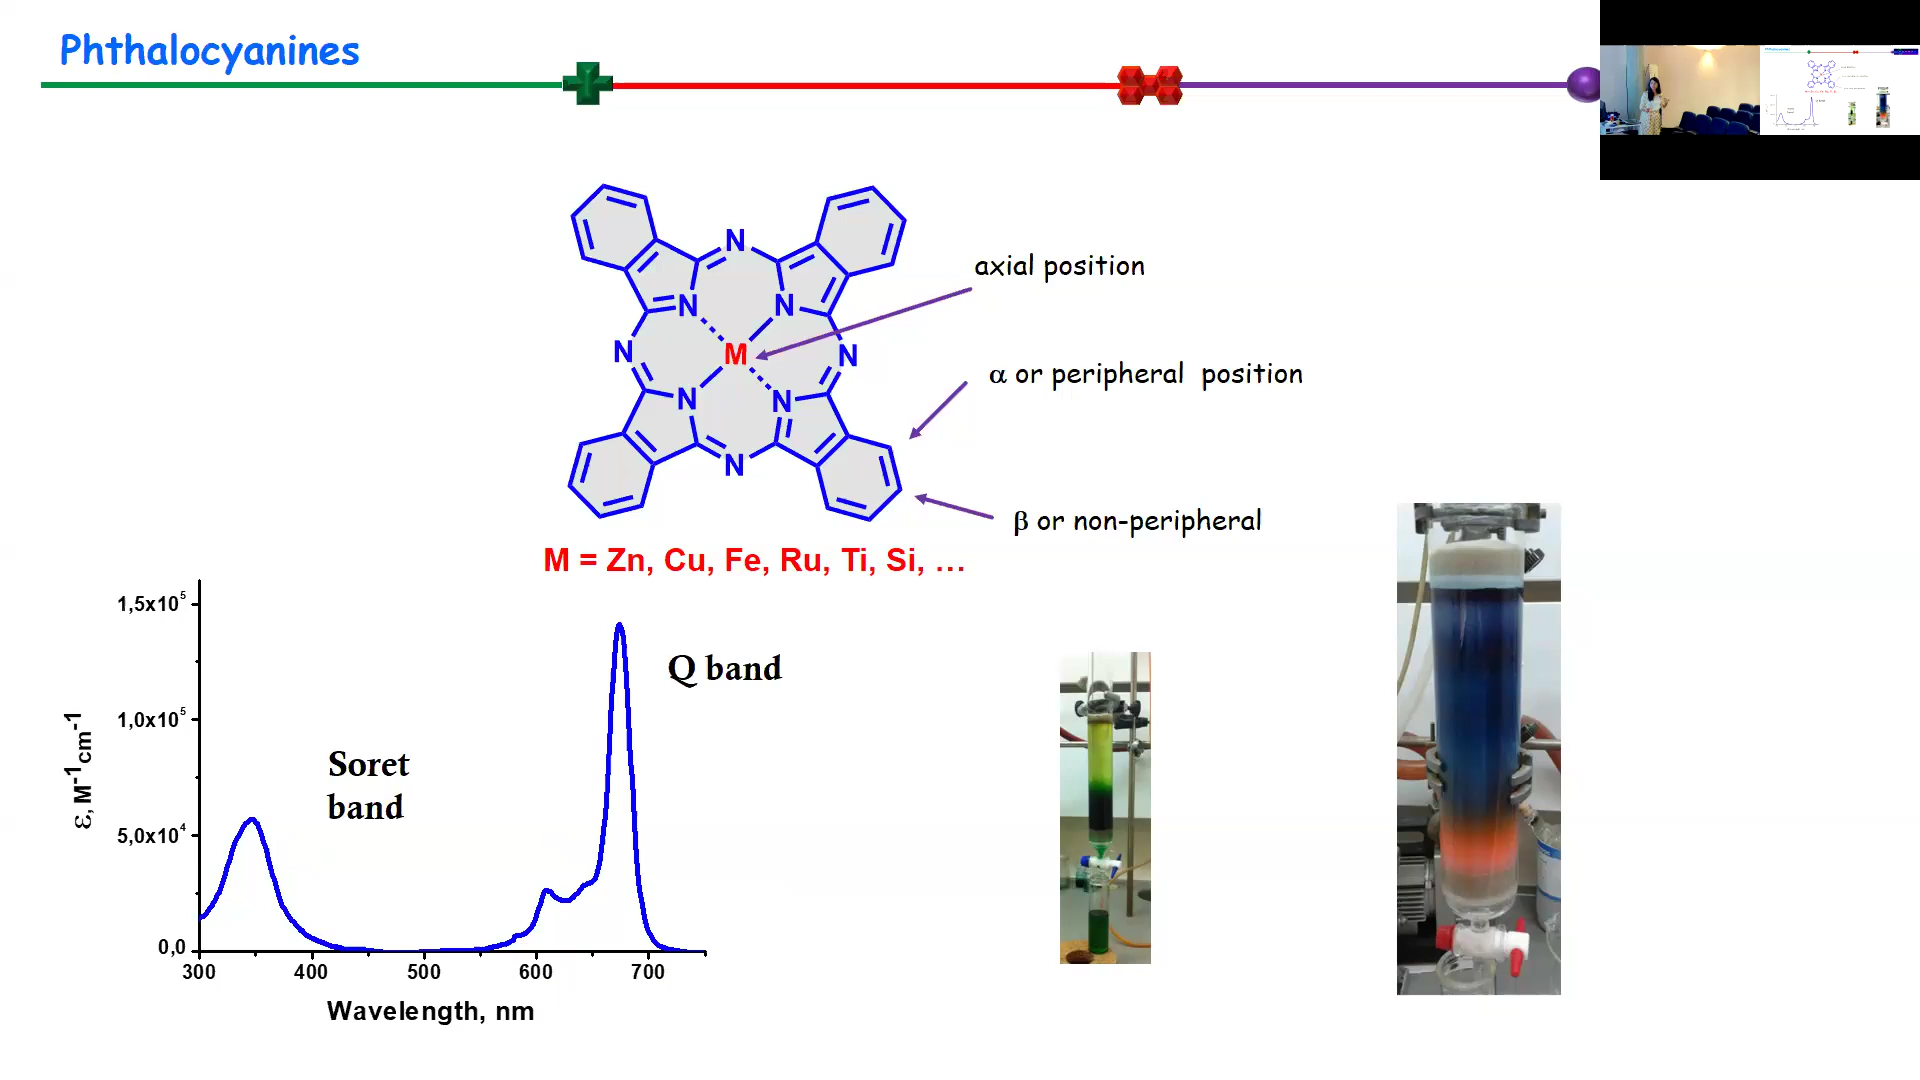 Phthalocyanines
N
axial position
N
N
N
M
N
α or peripheral position
N
N
N
β or non-peripheral
M = Zn, Cu, Fe, Ru, Ti, Si, …
1,5x10⁵
Q band
1,0x10⁵
Soret
band
ε, M⁻¹cm⁻¹
5,0x10⁴
0,0
300 400 500 600 700
Wavelength, nm